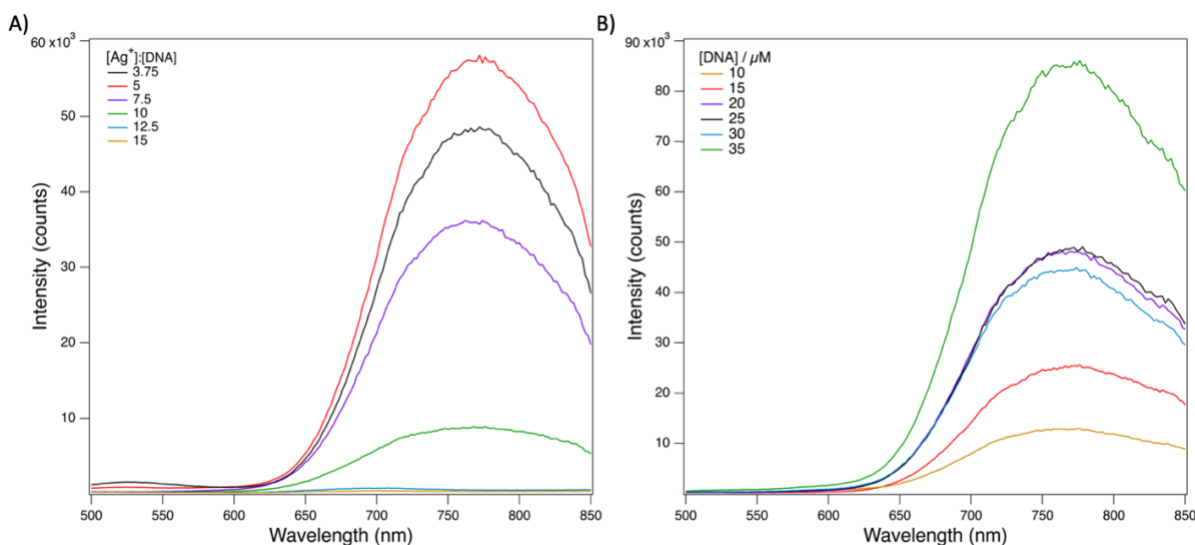 A)
60 x10³
50
40
30
20
10
Intensity (counts)
[Ag⁺]:[DNA]
3.75
5
7.5
10
12.5
15
500 550 600 650 700 750 800 850
Wavelength (nm)
B)
90 x10³
80
70
60
50
40
30
20
10
Intensity (counts)
[DNA] / µM
10
15
20
25
30
35
500 550 600 650 700 750 800 850
Wavelength (nm)